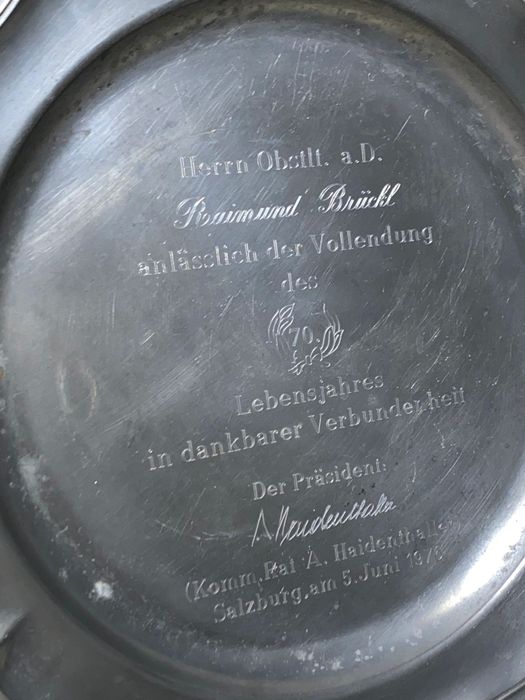 Herrn Obstlt. a.D.
Raimund Brückl
anlässlich der Vollendung
des
70.
Lebensjahres
in dankbarer Verbundenheit
Der Präsident:
A Haidenthaller
(Komm. Rat A. Haidenthaller)
Salzburg, am 5. Juni